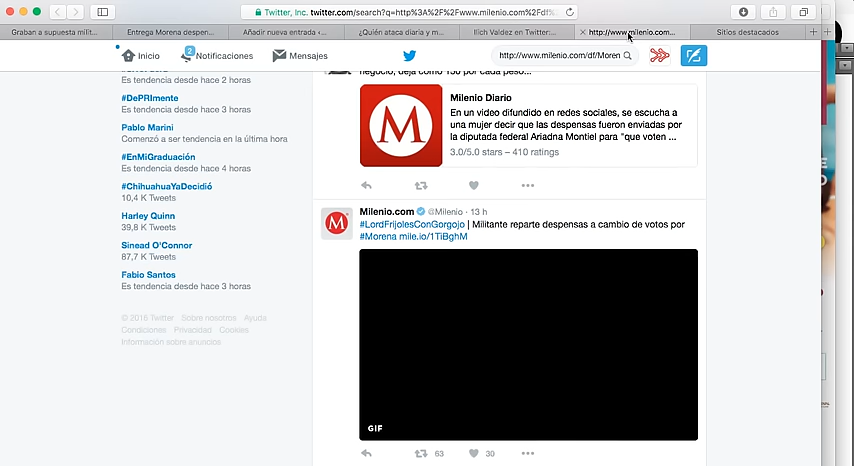 Twitter, Inc. twitter.com/search?q=http%3A%2F%2Fwww.milenio.com%2Fdf%
Graban a supuesta milit...
Entrega Morena despen...
Añadir nueva entrada ‹...
¿Quién ataca diaria y m...
Ilich Valdez en Twitter:...
http://www.milenio.com...
Sitios destacados
Inicio
2
Notificaciones
Mensajes
http://www.milenio.com/df/Moren
Es tendencia desde hace 2 horas
#DePRImente
Es tendencia desde hace 3 horas
Pablo Marini
Comenzó a ser tendencia en la última hora
#EnMiGraduación
Es tendencia desde hace 4 horas
#ChihuahuaYaDecidió
10,4 K Tweets
Harley Quinn
39,8 K Tweets
Sinead O'Connor
87,7 K Tweets
Fabio Santos
Es tendencia desde hace 3 horas
© 2016 Twitter Sobre nosotros Ayuda
Condiciones Privacidad Cookies
Información sobre anuncios
negocio, deja como 150 por cada peso...
M
Milenio Diario
En un video difundido en redes sociales, se escucha a
una mujer decir que las despensas fueron enviadas por
la diputada federal Ariadna Montiel para "que voten ...
3.0/5.0 stars – 410 ratings
M
Milenio.com @Milenio · 13 h
#LordFrijolesConGorgojo | Militante reparte despensas a cambio de votos por
#Morena mile.io/1TiBghM
GIF
63
39